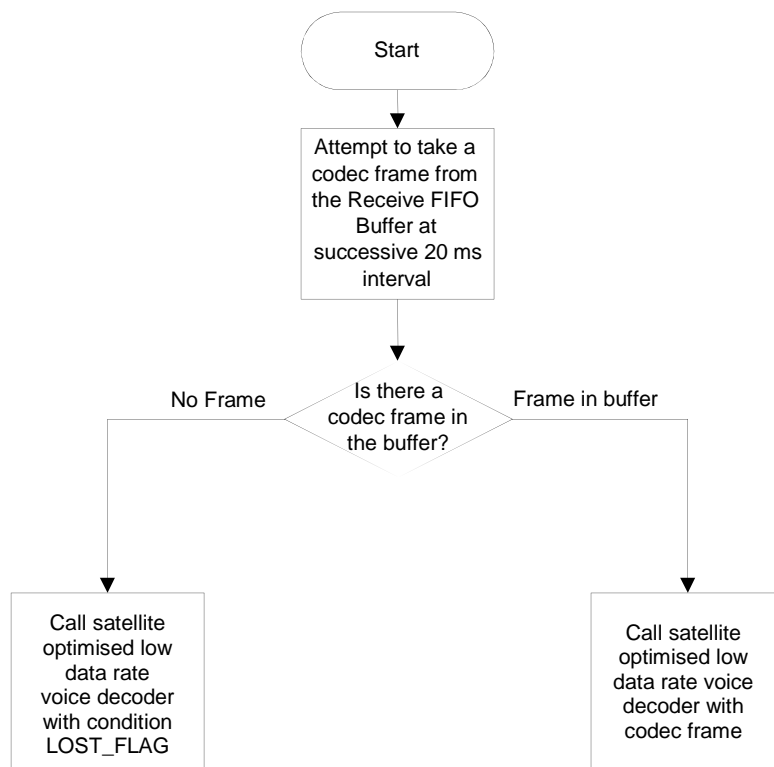 Start
Attempt to take a
codec frame from
the Receive FIFO
Buffer at
successive 20 ms
interval
Is there a
codec frame in
the buffer?
No Frame
Frame in buffer
Call satellite
optimised low
data rate
voice decoder
with condition
LOST_FLAG
Call satellite
optimised low
data rate voice
decoder with
codec frame